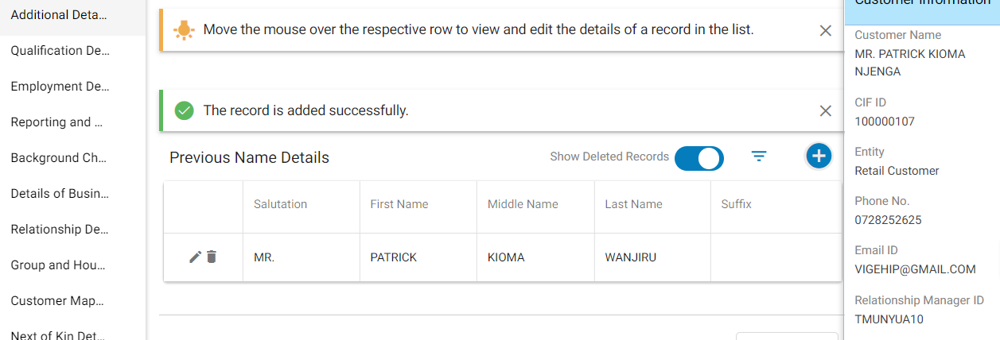 Additional Deta...
Qualification De...
Employment De...
Reporting and ...
Background Ch...
Details of Busin...
Relationship De...
Group and Hou...
Customer Map...
Next of Kin Det...
Move the mouse over the respective row to view and edit the details of a record in the list.
The record is added successfully.
Previous Name Details
Show Deleted Records
Salutation First Name Middle Name Last Name Suffix
MR. PATRICK KIOMA WANJIRU
Customer Information
Customer Name
MR. PATRICK KIOMA
NJENGA
CIF ID
100000107
Entity
Retail Customer
Phone No.
0728252625
Email ID
VIGEHIP@GMAIL.COM
Relationship Manager ID
TMUNYUA10